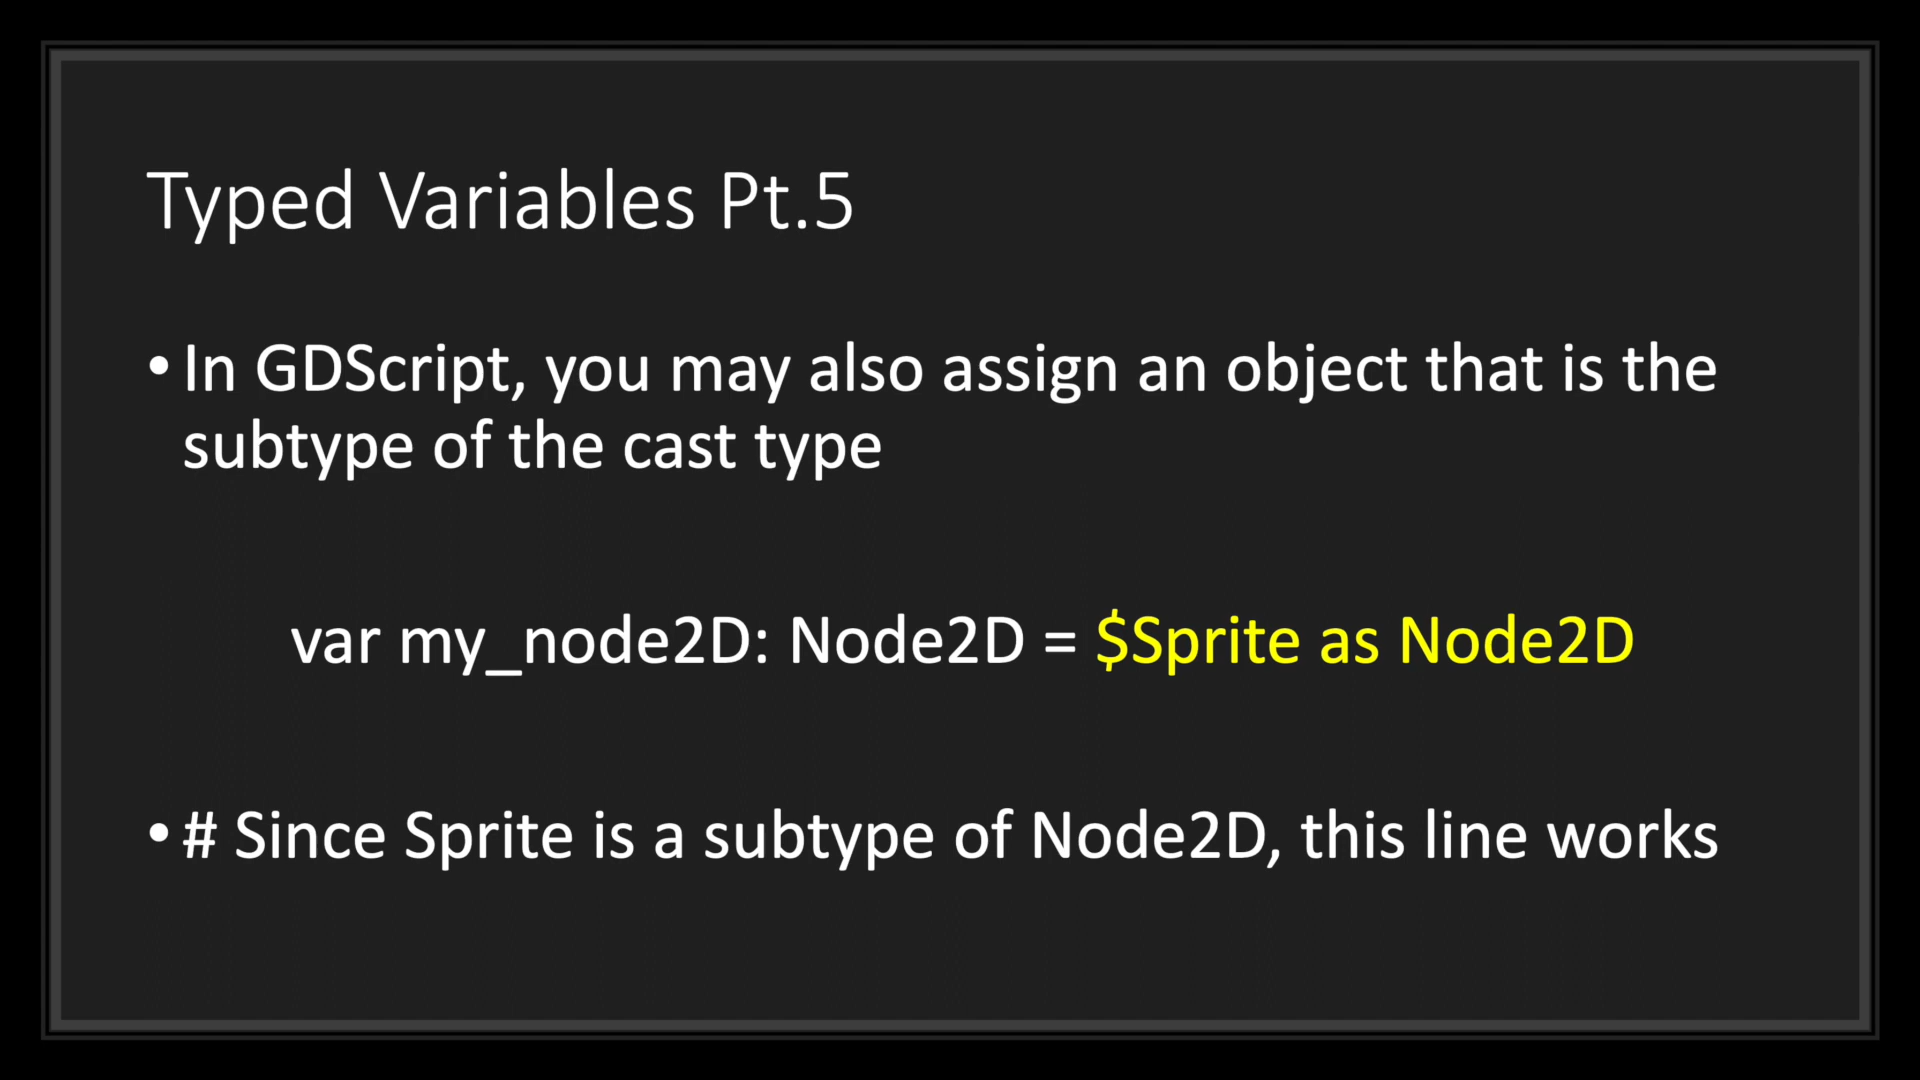 Typed Variables Pt.5
• In GDScript, you may also assign an object that is the
subtype of the cast type
var my_node2D: Node2D = $Sprite as Node2D
• # Since Sprite is a subtype of Node2D, this line works